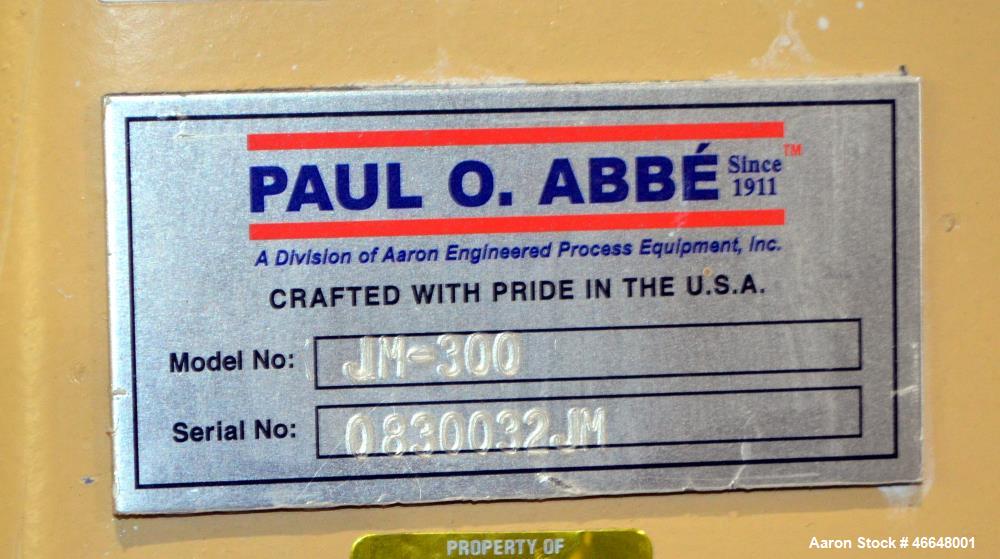 PAUL O. ABBÉ Since 1911 ™
A Division of Aaron Engineered Process Equipment, Inc.
CRAFTED WITH PRIDE IN THE U.S.A.
Model No: JM-300
Serial No: 0830032JM
PROPERTY OF
Aaron Stock # 46648001